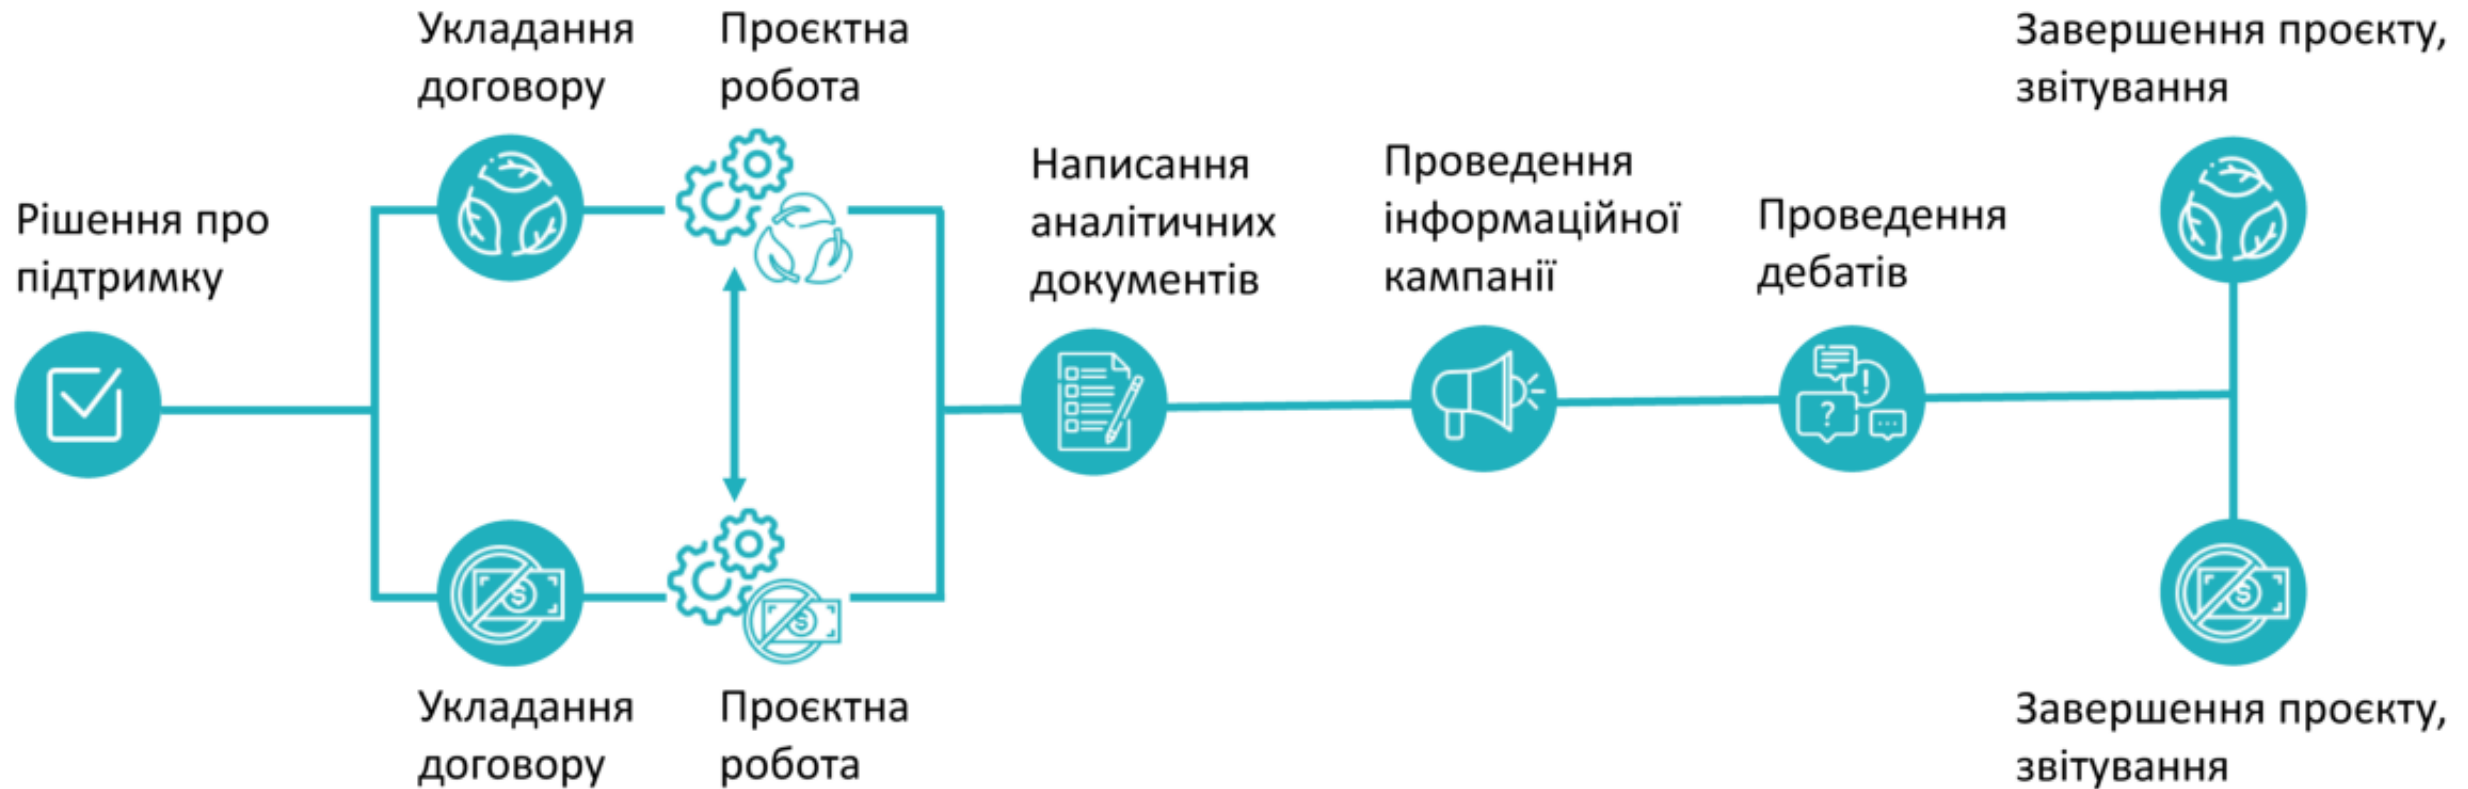 Рішення про
підтримку
Укладання
договору
Проєктна
робота
Укладання
договору
Проєктна
робота
Написання
аналітичних
документів
Проведення
інформаційної
кампанії
Проведення
дебатів
Завершення проєкту,
звітування
Завершення проєкту,
звітування